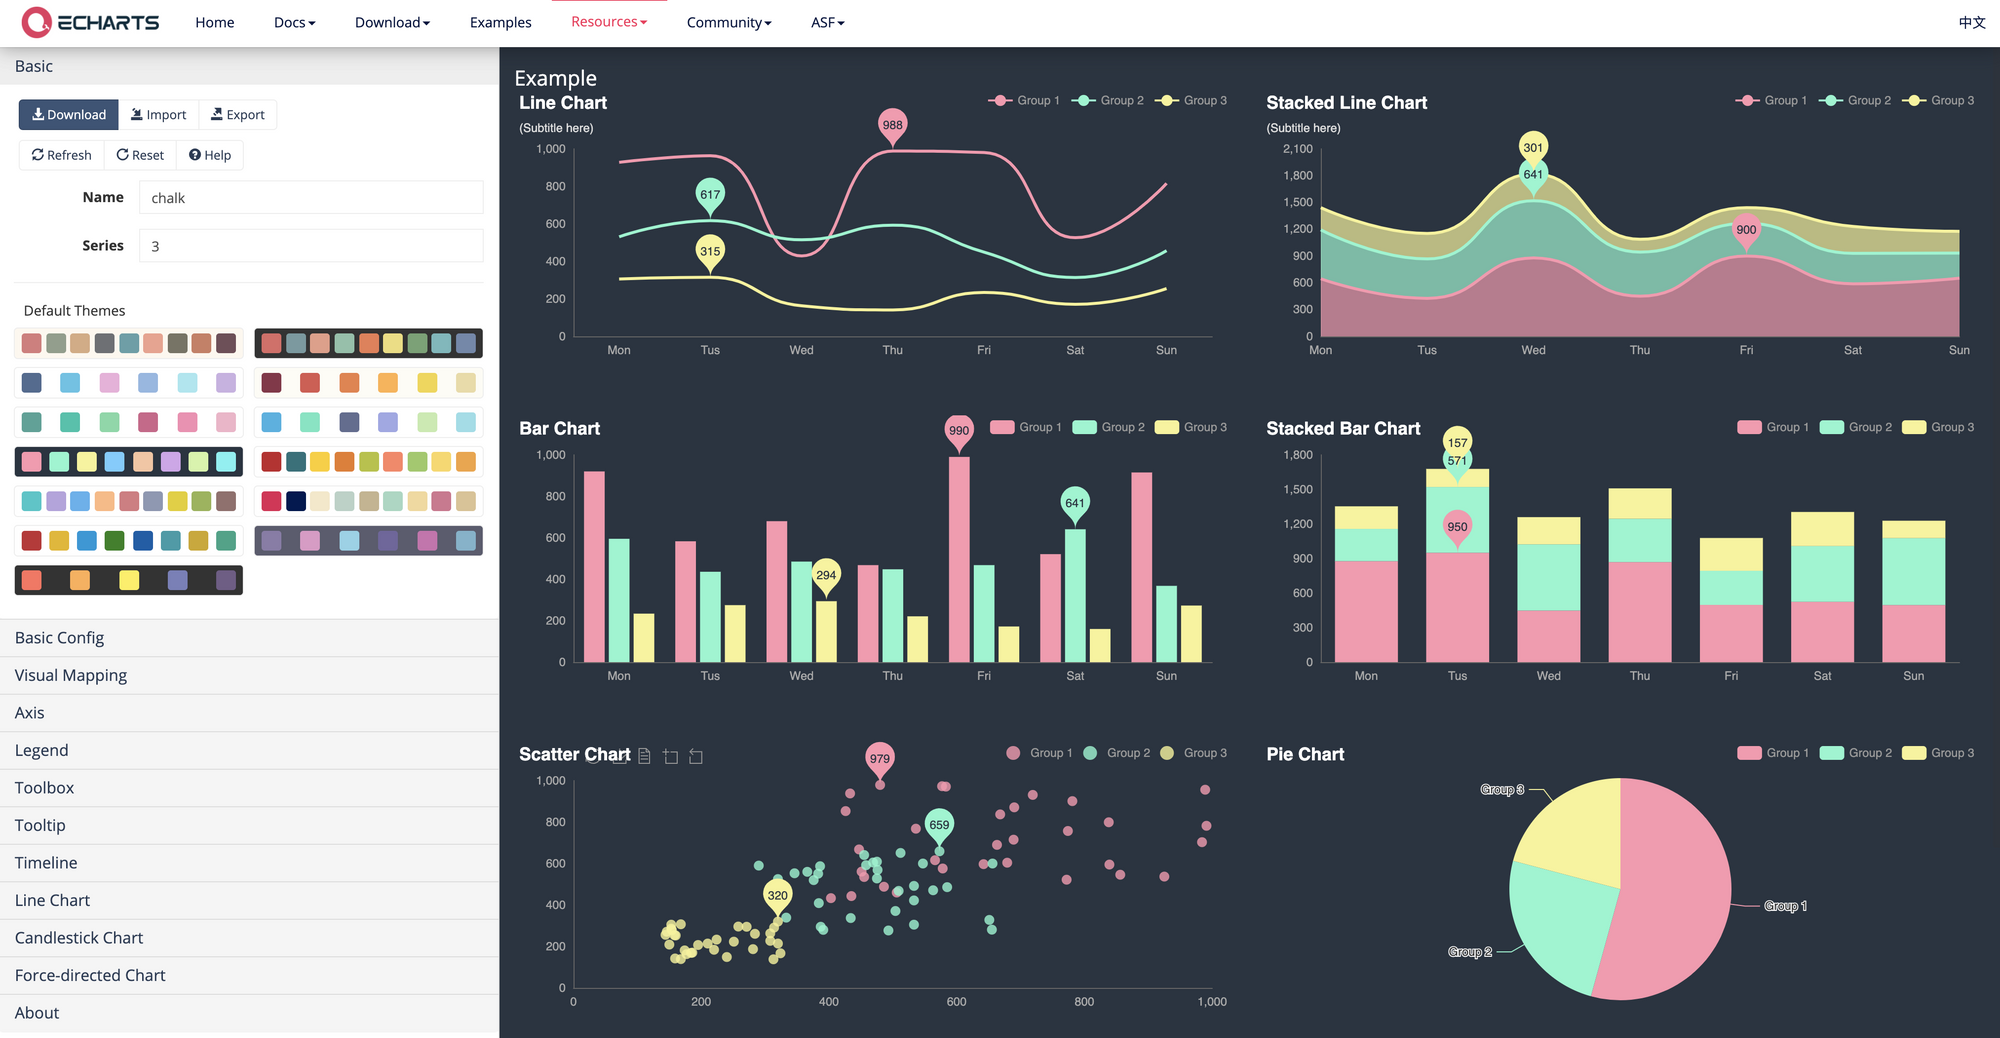 ECHARTS Home Docs Download Examples Resources Community ASF 中文
Basic
Download Import Export
Refresh Reset Help
Name chalk
Series 3
Default Themes
Basic Config
Visual Mapping
Axis
Legend
Toolbox
Tooltip
Timeline
Line Chart
Candlestick Chart
Force-directed Chart
About
Example
Line Chart
(Subtitle here)
Group 1 Group 2 Group 3
988
617
315
1,000
800
600
400
200
0
Mon Tus Wed Thu Fri Sat Sun
Stacked Line Chart
(Subtitle here)
Group 1 Group 2 Group 3
301
641
900
2,100
1,800
1,500
1,200
900
600
300
0
Mon Tus Wed Thu Fri Sat Sun
Bar Chart
Group 1 Group 2 Group 3
990
641
294
1,000
800
600
400
200
0
Mon Tus Wed Thu Fri Sat Sun
Stacked Bar Chart
Group 1 Group 2 Group 3
157
571
950
1,800
1,500
1,200
900
600
300
0
Mon Tus Wed Thu Fri Sat Sun
Scatter Chart
Group 1 Group 2 Group 3
979
659
320
1,000
800
600
400
200
0
0 200 400 600 800 1,000
Pie Chart
Group 1 Group 2 Group 3
Group 3
Group 1
Group 2